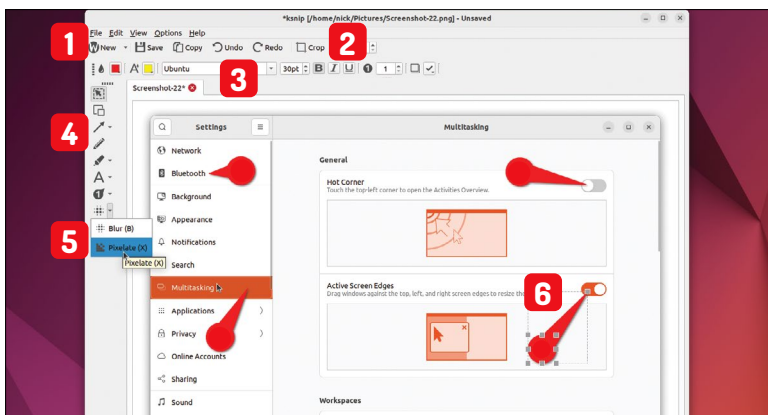 *ksnip [/home/nick/Pictures/Screenshot-22.png] - Unsaved
File Edit View Options Help
1
New Save Copy Undo Redo Crop
2
Ubuntu
30pt B I U 1 1
3
Screenshot-22*
4
Settings
Multitasking
Network
Bluetooth
Background
Appearance
Notifications
Search
Multitasking
Applications
Privacy
Online Accounts
Sharing
Sound
General
Hot Corner
Touch the top-left corner to open the Activities Overview.
Active Screen Edges
Drag windows against the top, left, and right screen edges to resize the
6
Workspaces
A
1
5
Blur (B)
Pixelate (X)
Pixelate (X)